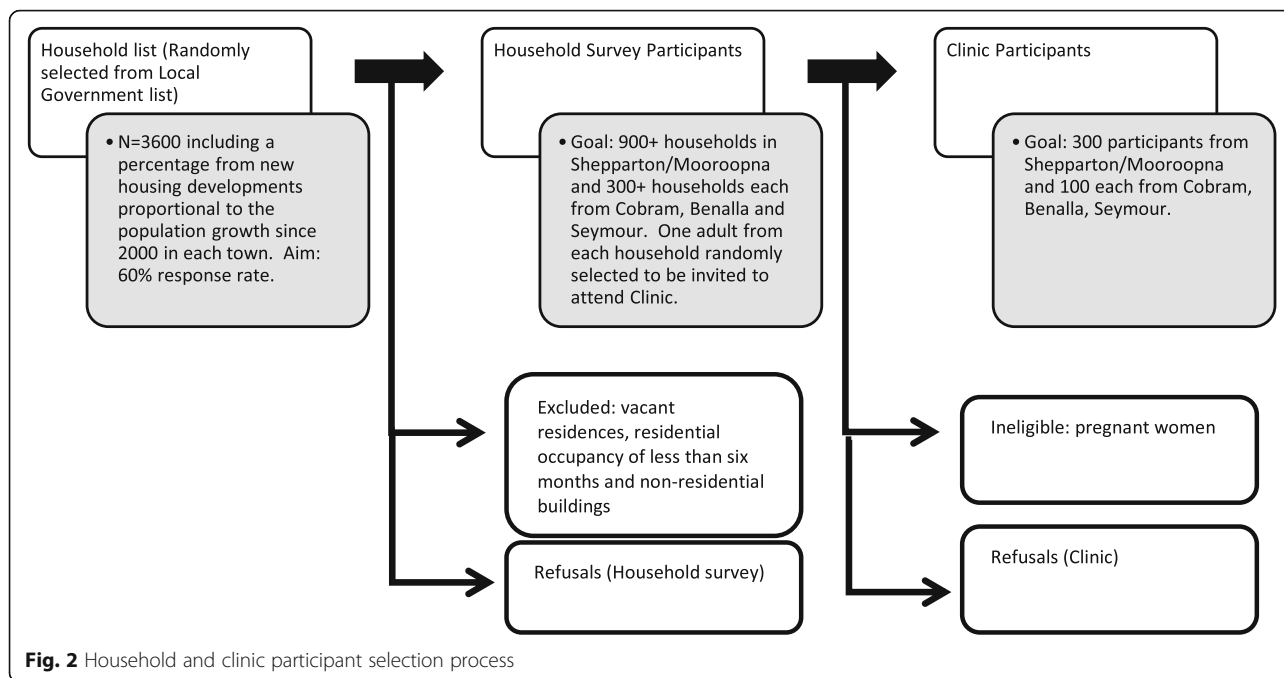 Household list (Randomly
selected from Local
Government list)
• N=3600 including a
percentage from new
housing developments
proportional to the
population growth since
2000 in each town.  Aim:
60% response rate.
Household Survey Participants
• Goal: 900+ households in
Shepparton/Mooroopna
and 300+ households each
from Cobram, Benalla and
Seymour.  One adult from
each household randomly
selected to be invited to
attend Clinic.
Clinic Participants
• Goal: 300 participants from
Shepparton/Mooroopna
and 100 each from Cobram,
Benalla, Seymour.
Excluded: vacant
residences, residential
occupancy of less than six
months and non-residential
buildings
Refusals (Household survey)
Ineligible: pregnant women
Refusals (Clinic)
Fig. 2 Household and clinic participant selection process